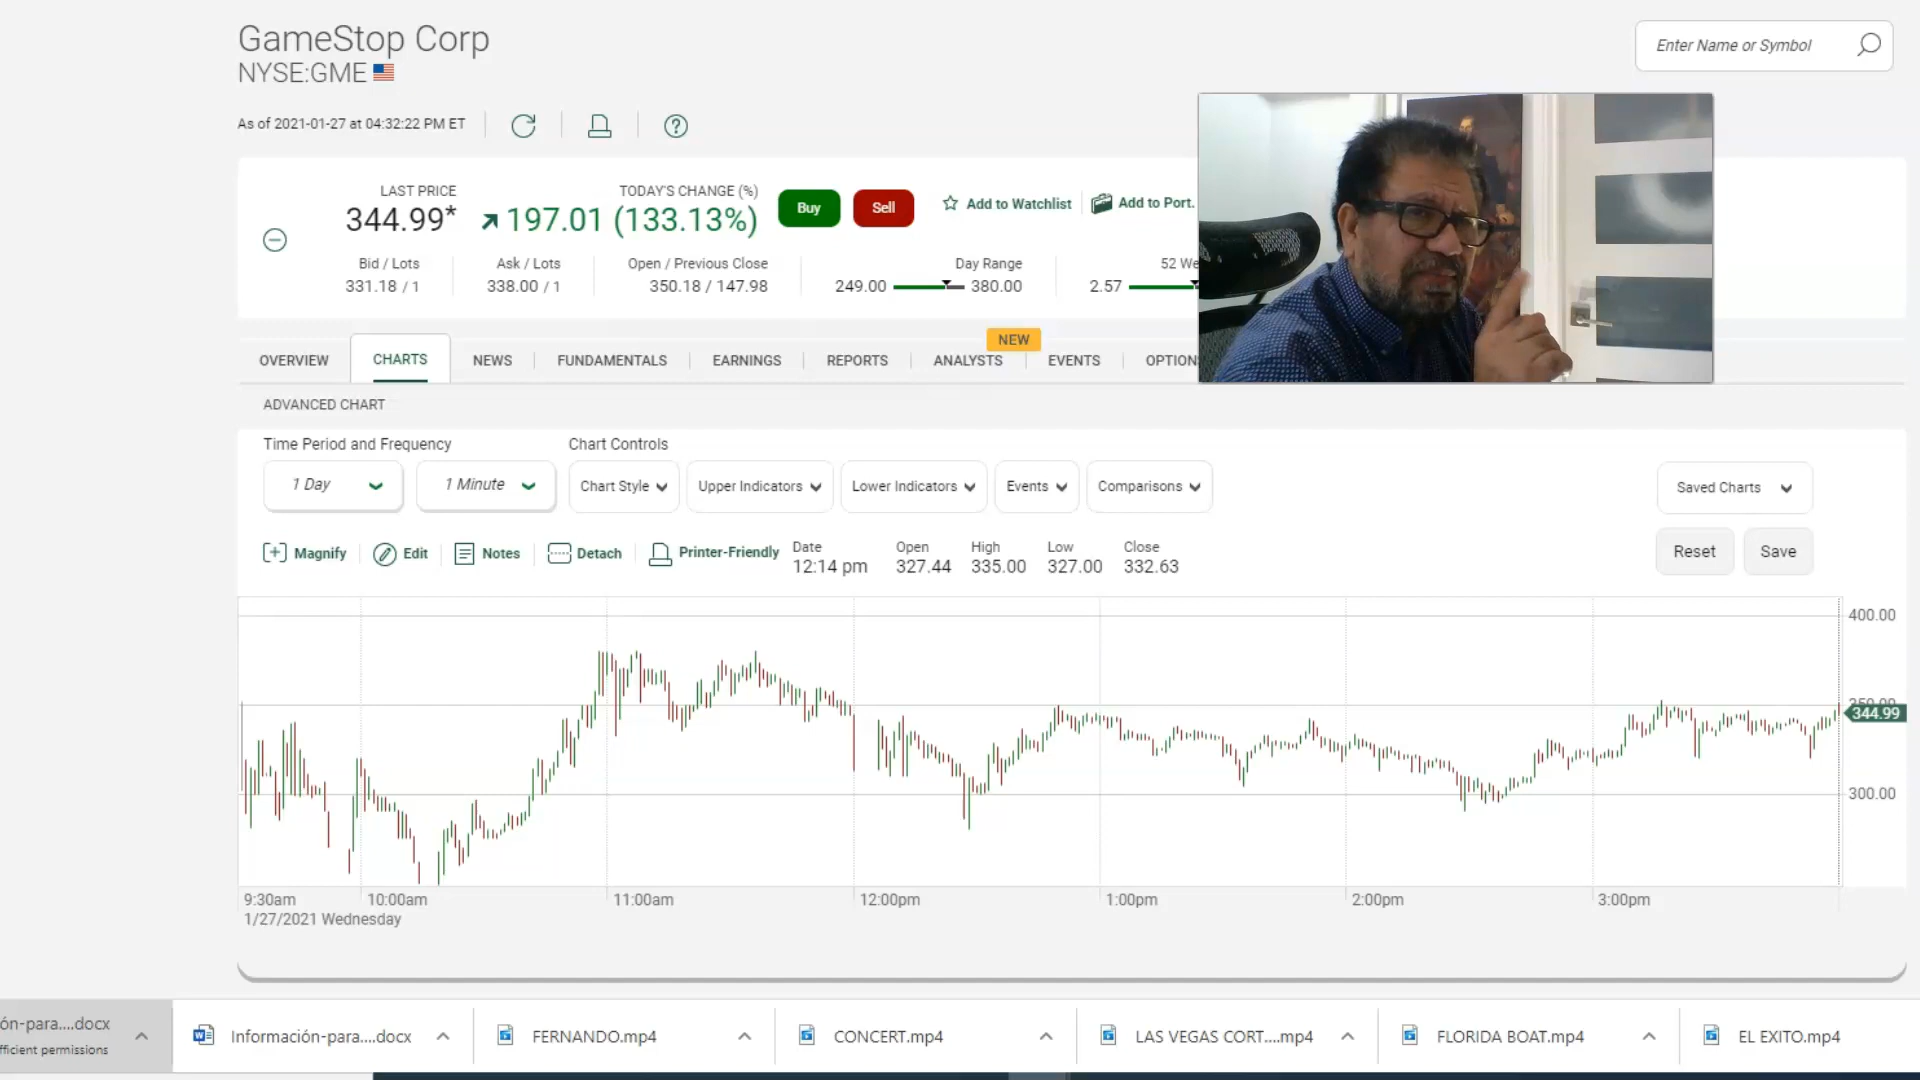 GameStop Corp
NYSE:GME
Enter Name or Symbol
As of 2021-01-27 at 04:32:22 PM ET
LAST PRICE
344.99*
TODAY'S CHANGE (%)
197.01 (133.13%)
Buy
Sell
Add to Watchlist
Add to Port.
Bid / Lots
331.18 / 1
Ask / Lots
338.00 / 1
Open / Previous Close
350.18 / 147.98
Day Range
249.00 380.00
52 We
2.57
NEW
OVERVIEW CHARTS NEWS FUNDAMENTALS EARNINGS REPORTS ANALYSTS EVENTS OPTION
ADVANCED CHART
Time Period and Frequency
Chart Controls
1 Day
1 Minute
Chart Style
Upper Indicators
Lower Indicators
Events
Comparisons
Saved Charts
Magnify
Edit
Notes
Detach
Printer-Friendly
Date
12:14 pm
Open
327.44
High
335.00
Low
327.00
Close
332.63
Reset
Save
400.00
350.00
344.99
300.00
9:30am 10:00am 11:00am 12:00pm 1:00pm 2:00pm 3:00pm
1/27/2021 Wednesday
ón-para....docx
fficient permissions
Información-para....docx
FERNANDO.mp4
CONCERT.mp4
LAS VEGAS CORT....mp4
FLORIDA BOAT.mp4
EL EXITO.mp4